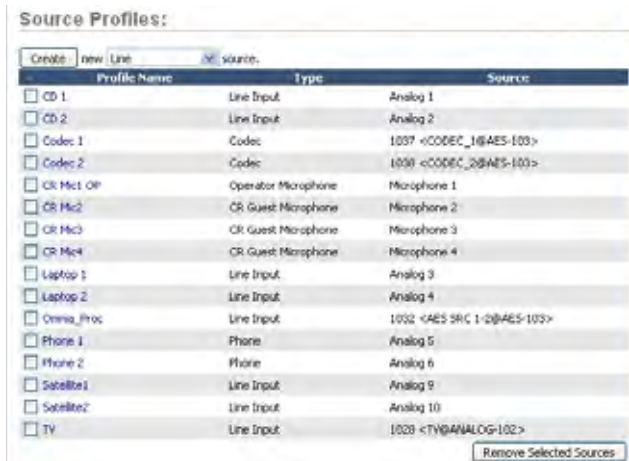 Source Profiles:
Create new Line source.
Profile Name Type Source
CD 1 Line Input Analog 1
CD 2 Line Input Analog 2
Codec 1 Codec 1037 <CODEC_1@AES-103>
Codec 2 Codec 1038 <CODEC_2@AES-103>
CR Mic1 OP Operator Microphone Microphone 1
CR Mic2 CR Guest Microphone Microphone 2
CR Mic3 CR Guest Microphone Microphone 3
CR Mic4 CR Guest Microphone Microphone 4
Laptop 1 Line Input Analog 3
Laptop 2 Line Input Analog 4
Omnia_Proc Line Input 1032 <AES SRC 1-2@AES-103>
Phone 1 Phone Analog 5
Phone 2 Phone Analog 6
Satellite1 Line Input Analog 9
Satellite2 Line Input Analog 10
TV Line Input 1028 <TV@ANALOG-102>
Remove Selected Sources